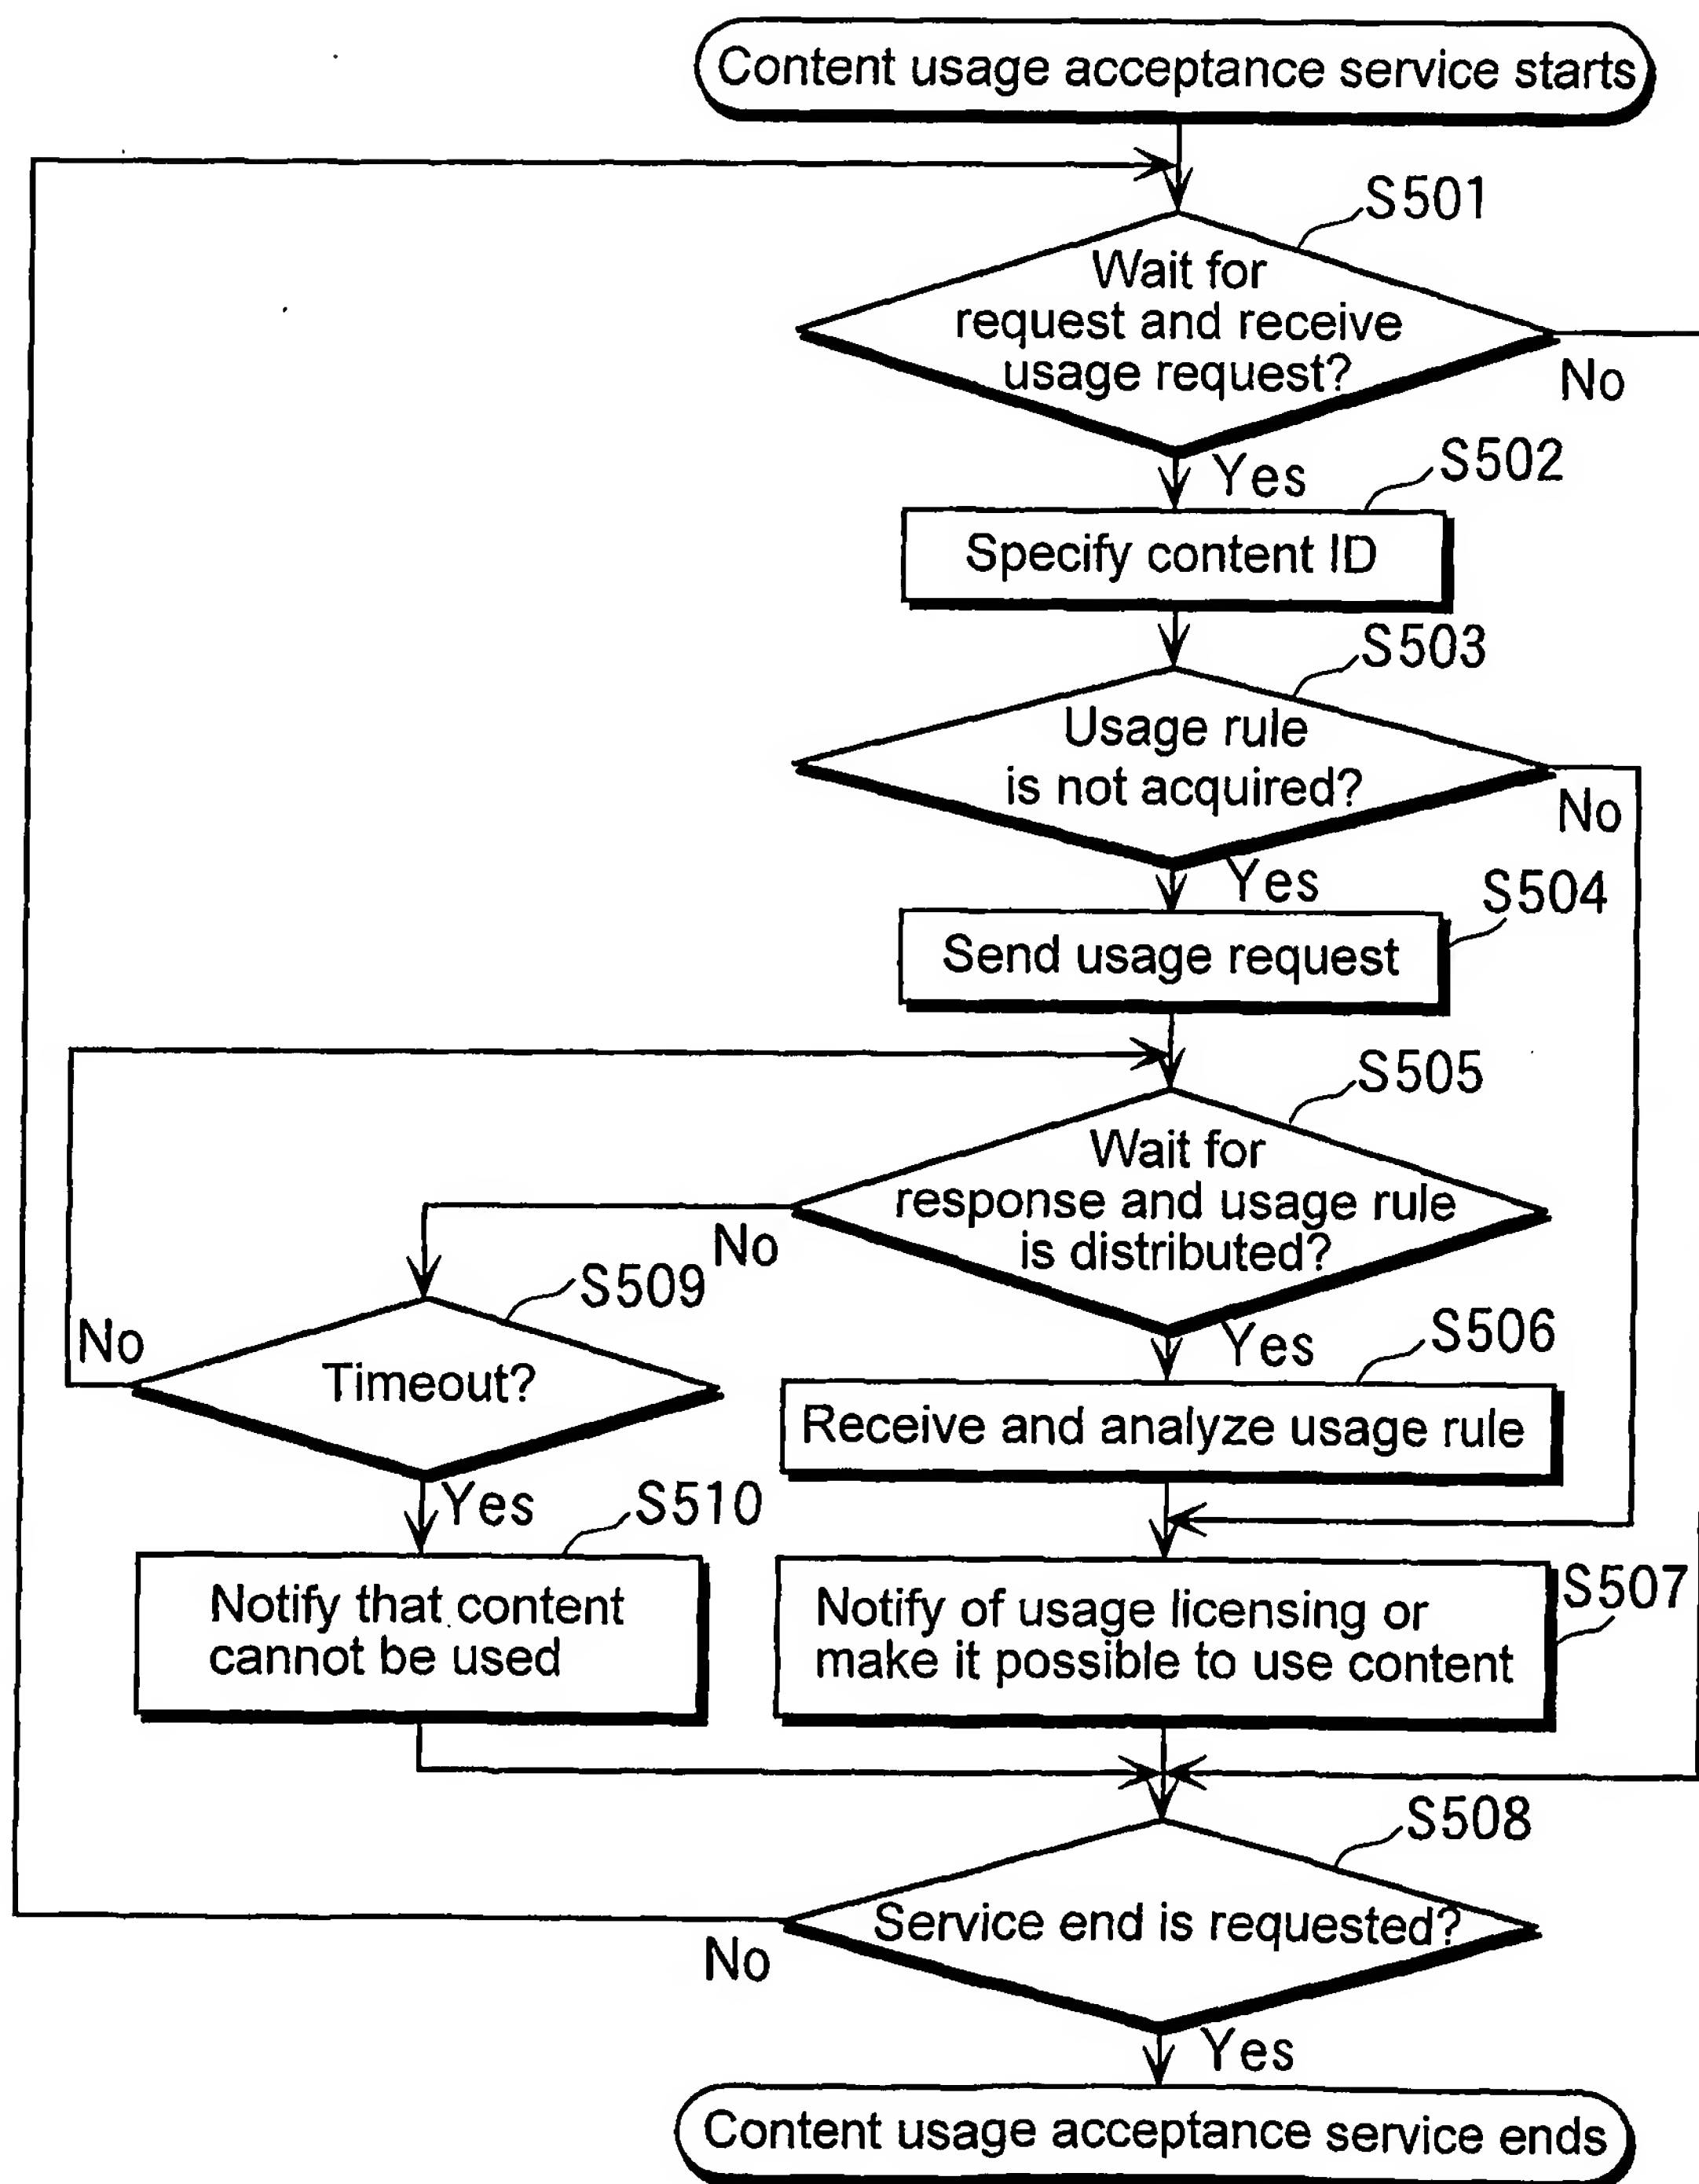 Content usage acceptance service starts
S501
Wait for
request and receive
usage request?
No
Yes
S502
Specify content ID
S503
Usage rule
is not acquired?
No
Yes
S504
Send usage request
S505
Wait for
response and usage rule
is distributed?
No
S509
Yes
S506
No
Timeout?
Receive and analyze usage rule
Yes
S510
Notify that content
cannot be used
S507
Notify of usage licensing or
make it possible to use content
S508
Service end is requested?
No
Yes
Content usage acceptance service ends